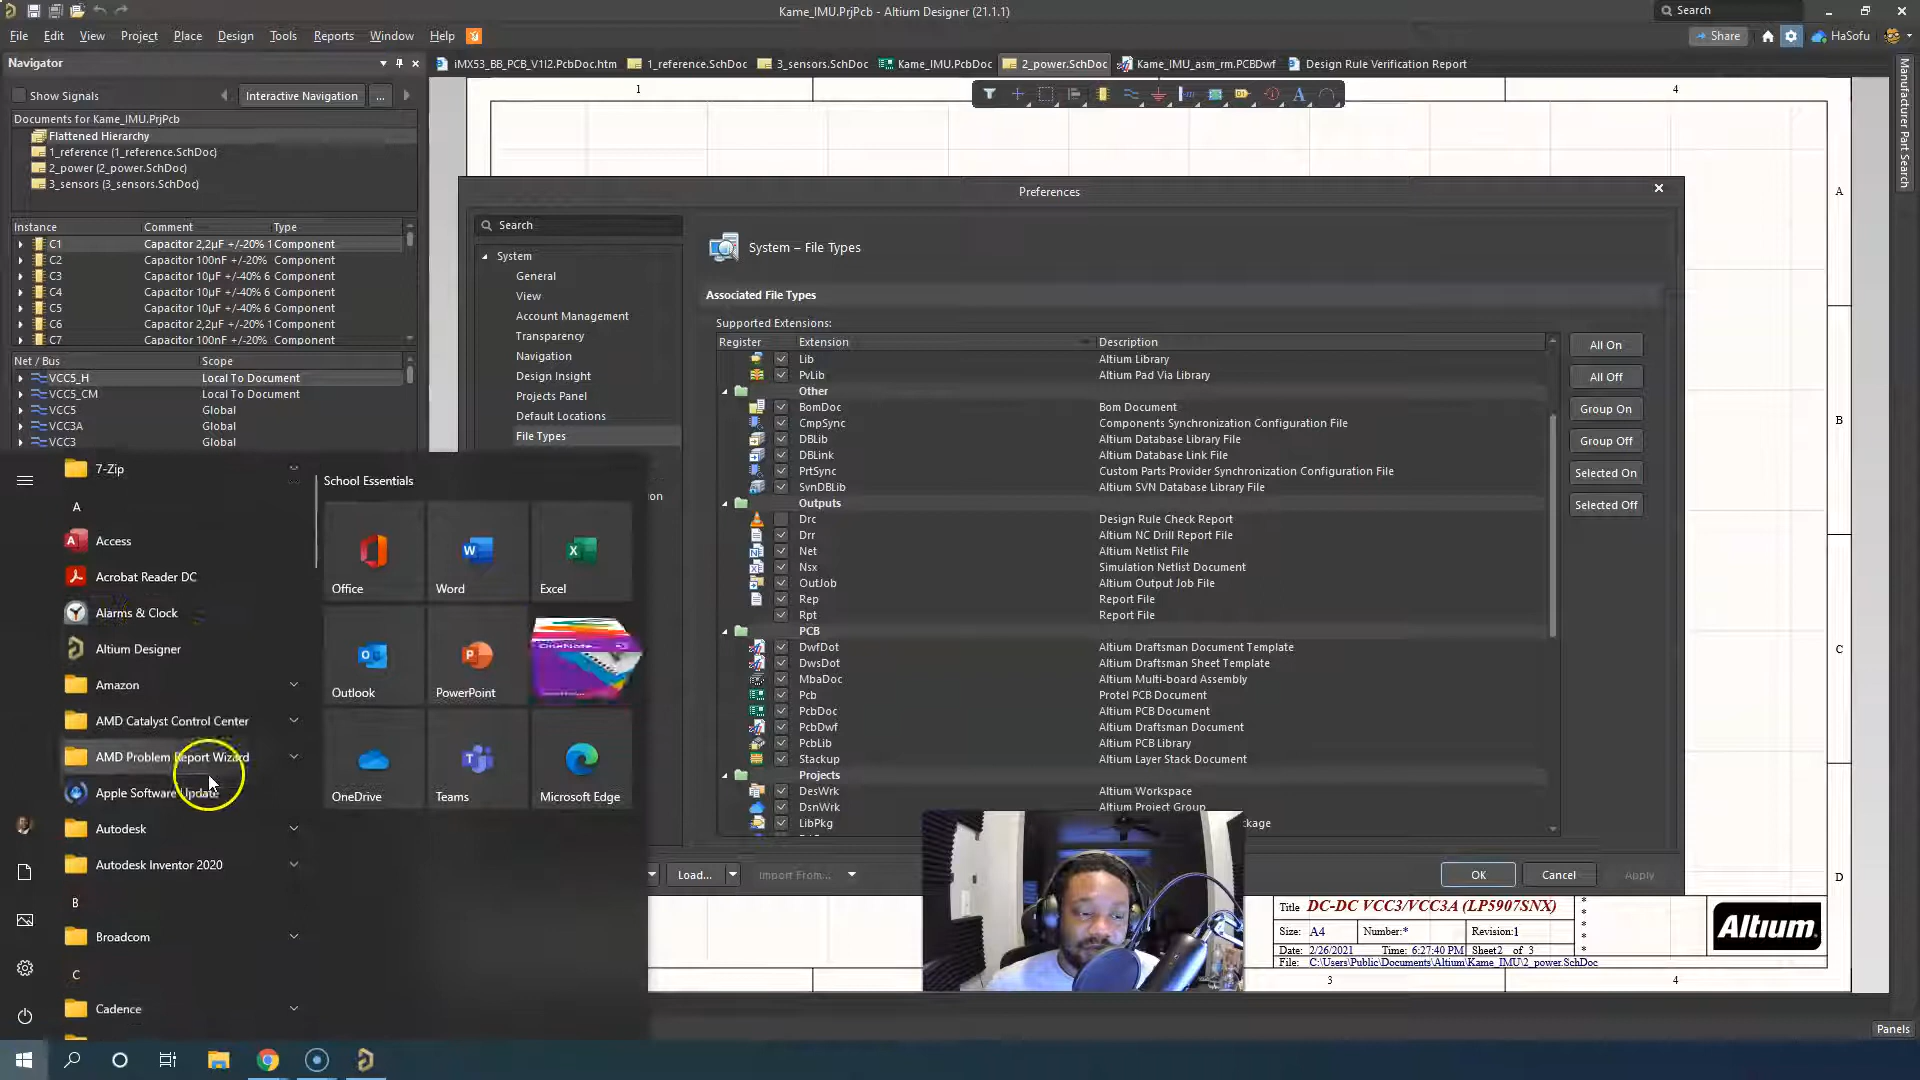 Kame_IMU.PrjPcb - Altium Designer (21.1.1)
Search
File Edit View Project Place Design Tools Reports Window Help
Share
HaSofu
Navigator
iMX53_BB_PCB_V1I2.PcbDoc.htm
1_reference.SchDoc
3_sensors.SchDoc
Kame_IMU.PcbDoc
2_power.SchDoc
Kame_IMU_asm_rm.PCBDwf
Design Rule Verification Report
Show Signals
Interactive Navigation
...
Documents for Kame_IMU.PrjPcb
Flattened Hierarchy
1_reference (1_reference.SchDoc)
2_power (2_power.SchDoc)
3_sensors (3_sensors.SchDoc)
Instance Comment Type
C1 Capacitor 2,2µF +/-20% 1 Component
C2 Capacitor 100nF +/-20% Component
C3 Capacitor 10µF +/-40% 6 Component
C4 Capacitor 10µF +/-40% 6 Component
C5 Capacitor 10µF +/-40% 6 Component
C6 Capacitor 2,2µF +/-20% 1 Component
C7 Capacitor 100nF +/-20% Component
Net / Bus Scope
VCC5_H Local To Document
VCC5_CM Local To Document
VCC5 Global
VCC3A Global
VCC3 Global
7-Zip
A
Access
Acrobat Reader DC
Alarms & Clock
Altium Designer
Amazon
AMD Catalyst Control Center
AMD Problem Report Wizard
Apple Software Update
Autodesk
Autodesk Inventor 2020
B
Broadcom
C
Cadence
School Essentials
Office
Word
Excel
Outlook
PowerPoint
OneNote
OneDrive
Teams
Microsoft Edge
Preferences
Search
System
General
View
Account Management
Transparency
Navigation
Design Insight
Projects Panel
Default Locations
File Types
on
System – File Types
Associated File Types
Supported Extensions:
Register Extension Description
Lib Altium Library
PvLib Altium Pad Via Library
Other
BomDoc Bom Document
CmpSync Components Synchronization Configuration File
DBLib Altium Database Library File
DBLink Altium Database Link File
PrtSync Custom Parts Provider Synchronization Configuration File
SvnDBLib Altium SVN Database Library File
Outputs
Drc Design Rule Check Report
Drr Altium NC Drill Report File
Net Altium Netlist File
Nsx Simulation Netlist Document
OutJob Altium Output Job File
Rep Report File
Rpt Report File
PCB
DwfDot Altium Draftsman Document Template
DwsDot Altium Draftsman Sheet Template
MbaDoc Altium Multi-board Assembly
Pcb Protel PCB Document
PcbDoc Altium PCB Document
PcbDwf Altium Draftsman Document
PcbLib Altium PCB Library
Stackup Altium Layer Stack Document
Projects
DesWrk Altium Workspace
DsnWrk Altium Project Group
LibPkg ckage
All On
All Off
Group On
Group Off
Selected On
Selected Off
Load...
Import From...
OK
Cancel
Apply
1
4
A
B
C
D
3
4
Title DC-DC VCC3/VCC3A (LP5907SNX)
Size: A4 Number:* Revision:1
Date: 2/26/2021 Time: 6:27:40 PM Sheet2 of 3
File: C:\Users\Public\Documents\Altium\Kame_IMU\2_power.SchDoc
*
*
*
*
Altium
Manufacturer Part Search
Panels